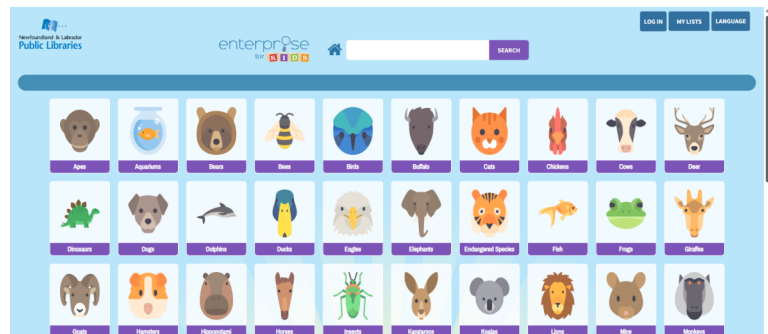 LOG IN
MY LISTS
LANGUAGE
Newfoundland & Labrador
Public Libraries
enterprise
for KIDS
SEARCH
Apes
Aquariums
Bears
Bees
Birds
Buffalo
Cats
Chickens
Cows
Deer
Dinosaurs
Dogs
Dolphins
Ducks
Eagles
Elephants
Endangered Species
Fish
Frogs
Giraffes
Goats
Hamsters
Hippopotami
Horses
Insects
Kangaroos
Koalas
Lions
Mice
Monkeys